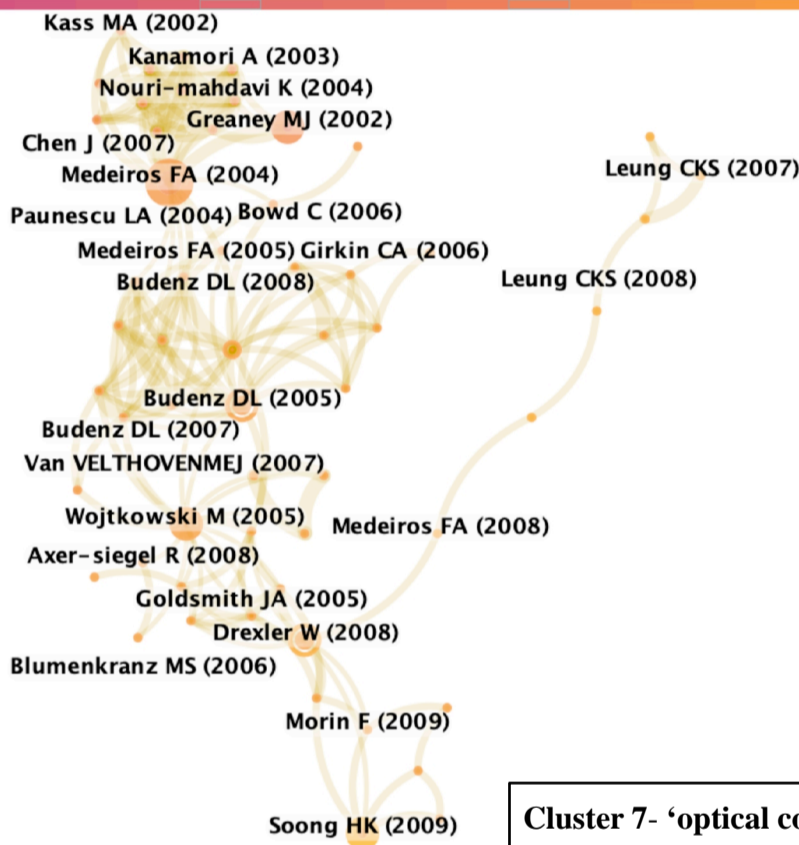 Kass MA (2002)
Kanamori A (2003)
Nouri-mahdavi K (2004)
Greaney MJ (2002)
Chen J (2007)
Leung CKS (2007)
Medeiros FA (2004)
Paunescu LA (2004) Bowd C (2006)
Medeiros FA (2005) Girkin CA (2006)
Budenz DL (2008)
Leung CKS (2008)
Budenz DL (2005)
Budenz DL (2007)
Van VELTHOVENMEJ (2007)
Wojtkowski M (2005)
Medeiros FA (2008)
Axer-siegel R (2008)
Goldsmith JA (2005)
Drexler W (2008)
Blumenkranz MS (2006)
Morin F (2009)
Soong HK (2009)
Cluster 7- ‘optical co